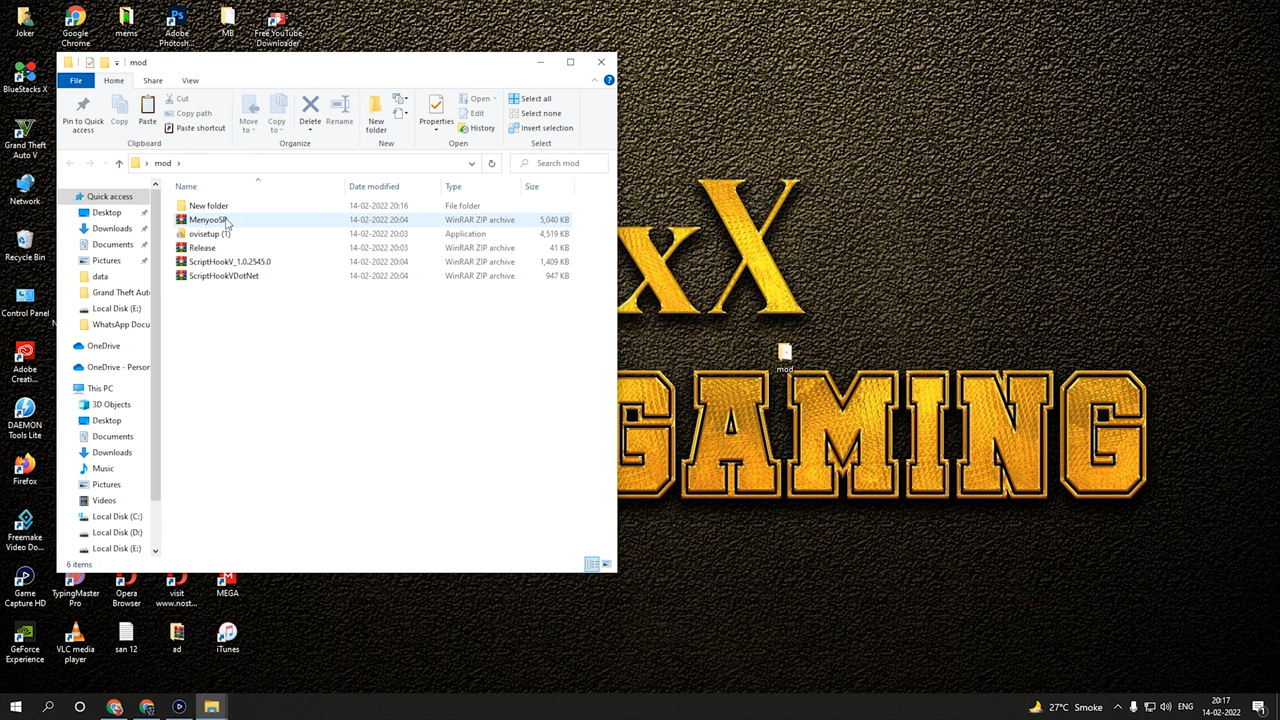 Joker
Google Chrome
mems
Adobe Photosh...
MB
Free YouTube Downloader
BlueStacks X
Grand Theft Auto V
Network
Recycle Bin
Control Panel
Adobe Creati...
DAEMON Tools Lite
Firefox
Freemake Video Do...
Game Capture HD
TypingMaster Pro
Opera Browser
visit www.nost...
MEGA
GeForce Experience
VLC media player
san 12
ad
iTunes
mod
File Home Share View
Pin to Quick access
Copy
Paste
Cut
Copy path
Paste shortcut
Clipboard
Move to
Copy to
Delete
Rename
Organize
New folder
New
Properties
Open
Edit
History
Open
Select all
Select none
Invert selection
Select
mod
Search mod
Name Date modified Type Size
New folder 14-02-2022 20:16 File folder
MenyooSP 14-02-2022 20:04 WinRAR ZIP archive 5,040 KB
ovisetup (1) 14-02-2022 20:03 Application 4,519 KB
Release 14-02-2022 20:03 WinRAR ZIP archive 41 KB
ScriptHookV_1.0.2545.0 14-02-2022 20:04 WinRAR ZIP archive 1,409 KB
ScriptHookVDotNet 14-02-2022 20:04 WinRAR ZIP archive 947 KB
Quick access
Desktop
Downloads
Documents
Pictures
data
Grand Theft Aut
Local Disk (E:)
WhatsApp Docu
OneDrive
OneDrive - Person
This PC
3D Objects
Desktop
Documents
Downloads
Music
Pictures
Videos
Local Disk (C:)
Local Disk (D:)
Local Disk (E:)
6 items
xX
GAMING
mod
27°C Smoke
ENG
20:17
14-02-2022